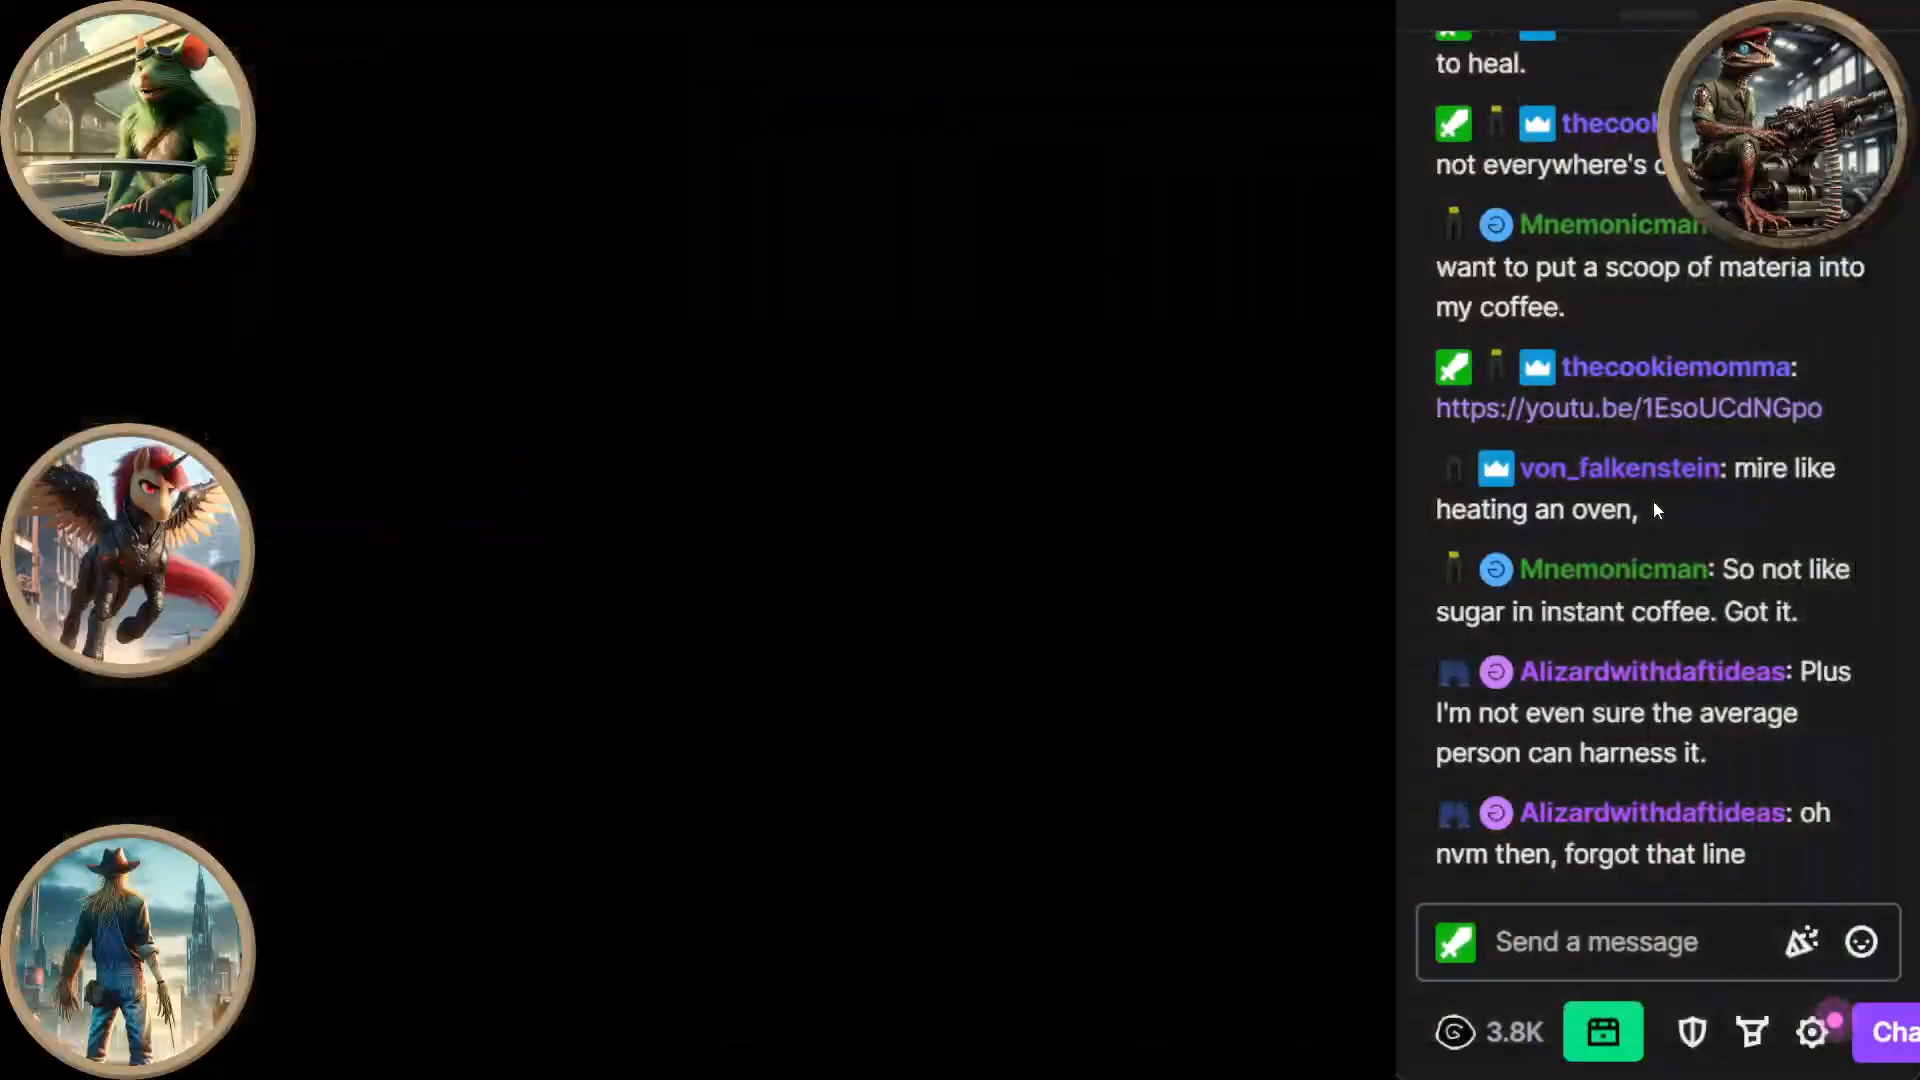 to heal.
thecook
not everywhere's
Mnemonicman
want to put a scoop of materia into
my coffee.
thecookiemomma:
https://youtu.be/1EsoUCdNGpo
von_falkenstein: mire like
heating an oven,
Mnemonicman: So not like
sugar in instant coffee. Got it.
Alizardwithdaftideas: Plus
I'm not even sure the average
person can harness it.
Alizardwithdaftideas: oh
nvm then, forgot that line
Send a message
3.8K
Cha